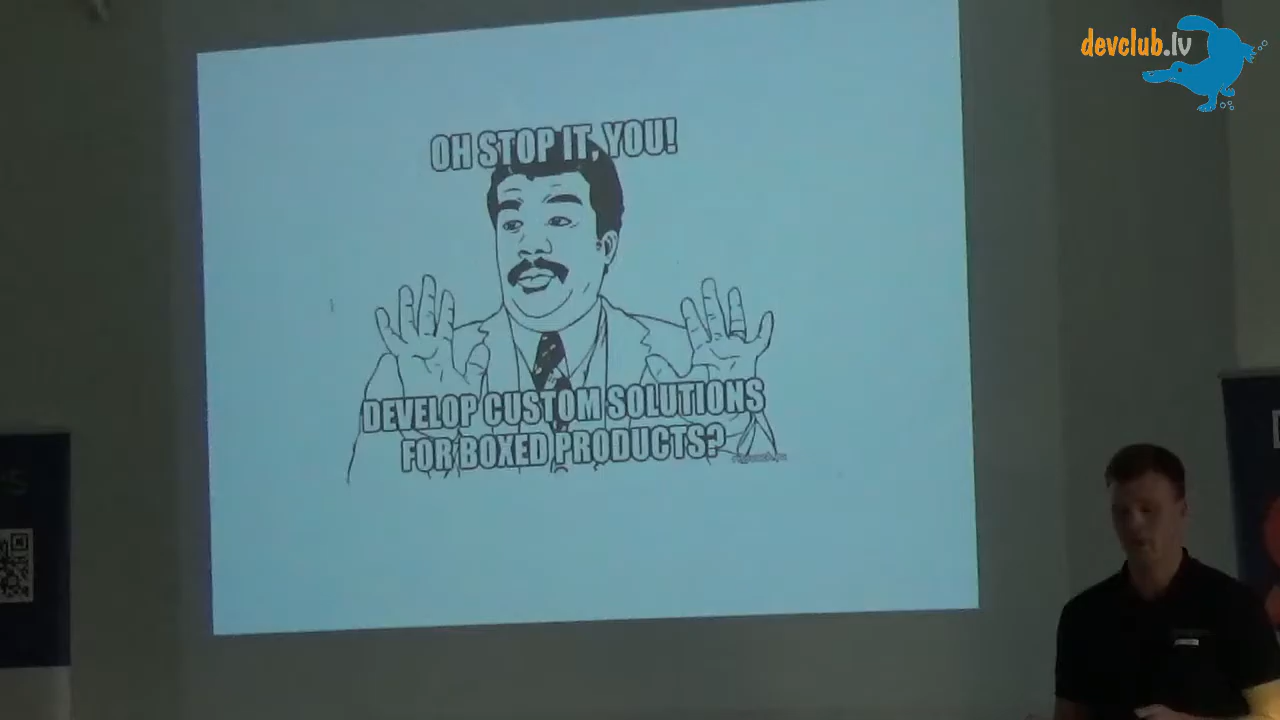 devclub.lv
OH STOP IT, YOU!
DEVELOP CUSTOM SOLUTIONS
FOR BOXED PRODUCTS?